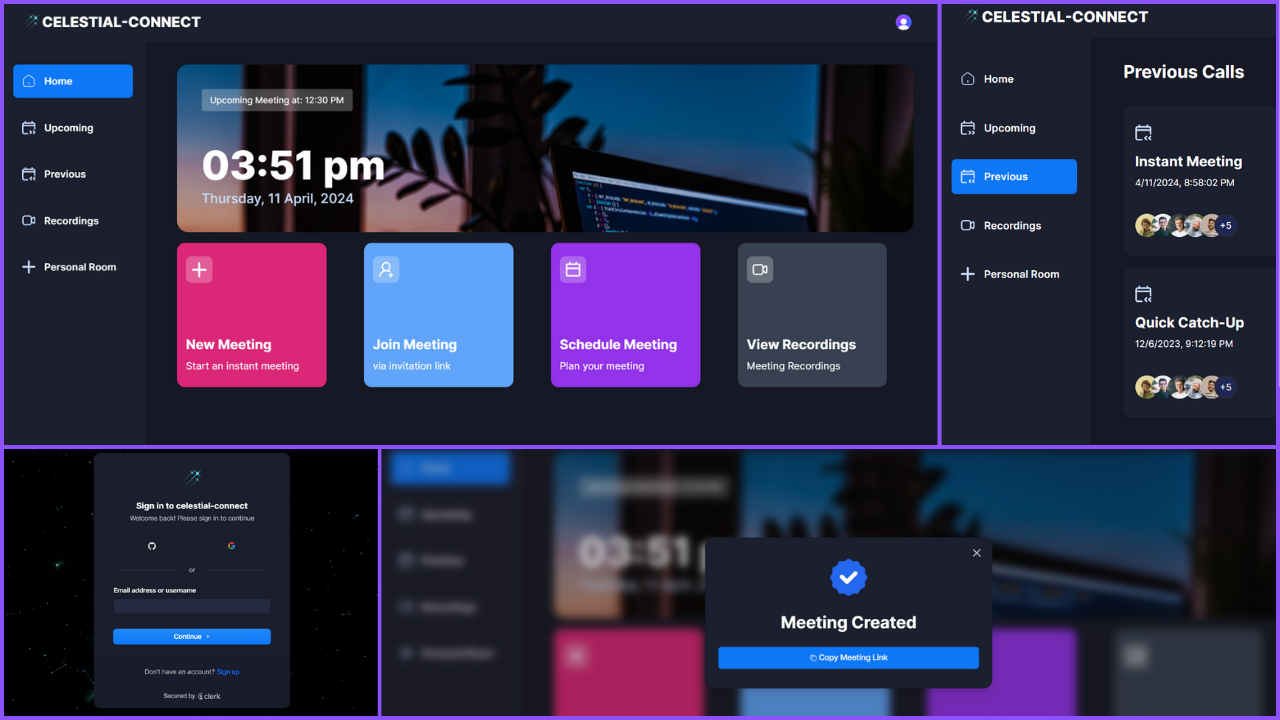 CELESTIAL-CONNECT
Home
Upcoming
Previous
Recordings
Personal Room
Upcoming Meeting at: 12:30 PM
03:51 pm
Thursday, 11 April, 2024
New Meeting
Start an instant meeting
Join Meeting
via invitation link
Schedule Meeting
Plan your meeting
View Recordings
Meeting Recordings
CELESTIAL-CONNECT
Home
Upcoming
Previous
Recordings
Personal Room
Previous Calls
Instant Meeting
4/11/2024, 8:58:02 PM
+5
Quick Catch-Up
12/6/2023, 9:12:19 PM
+5
Sign in to celestial-connect
Welcome back! Please sign in to continue
or
Email address or username
Continue
Don't have an account? Sign up
Secured by clerk
03:51
Meeting Created
Copy Meeting Link